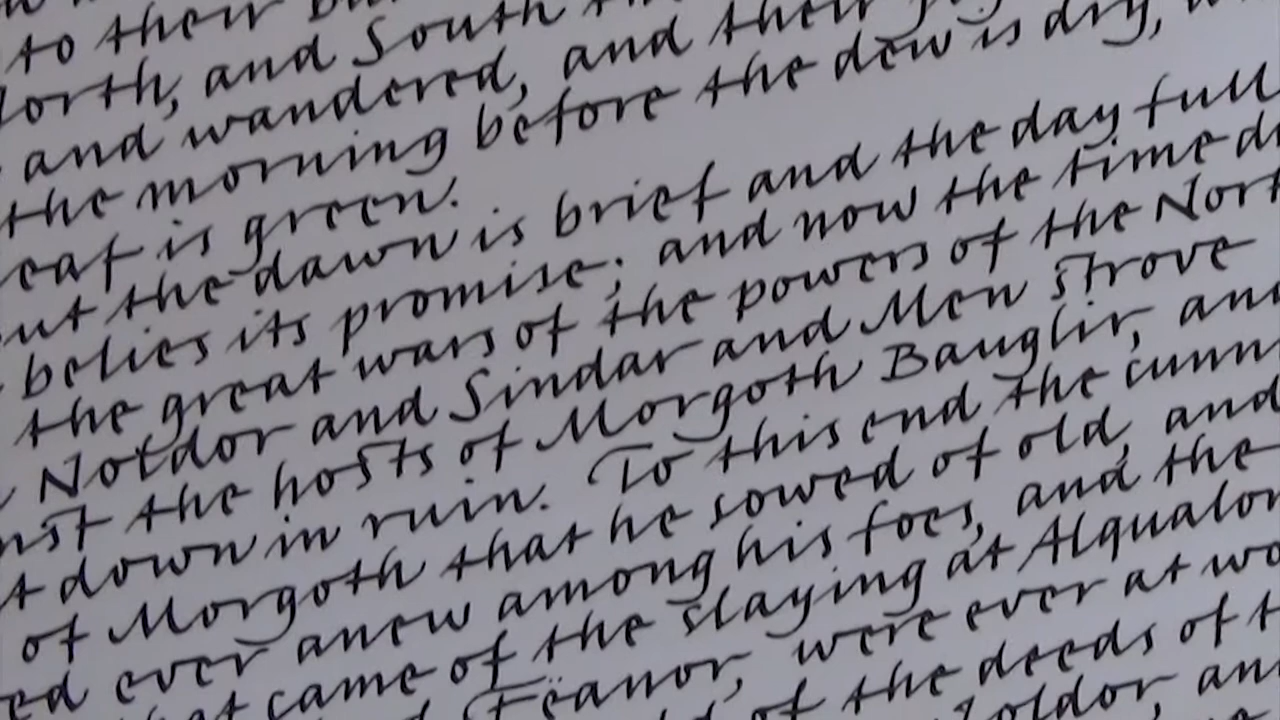 to their
orth, and South
and wandered, and their
the morning before the dew is dry,
eaf is green.
ut the dawn is brief and the day full
belies its promise; and now the time
the great wars of the powers of the Nort
Noldor and Sindar and Men strove
nst the hosts of Morgoth Bauglir, and
t down in ruin. To this end the cunn
of Morgoth that he sowed of old, and
ed ever anew among his foes, and the
at came of the slaying at Alqualon
Fëanor, were ever at wo
of the deeds of t
oldor, an